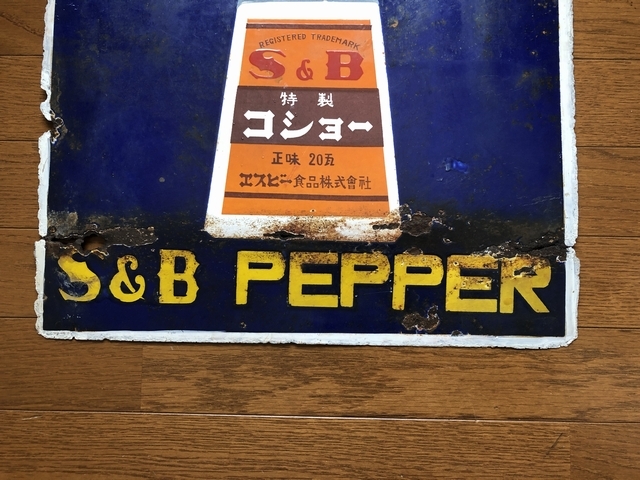 REGISTERED TRADEMARK
S&B
特製
コショー
正味 20瓦
ヱスビー食品株式會社
S&B PEPPER